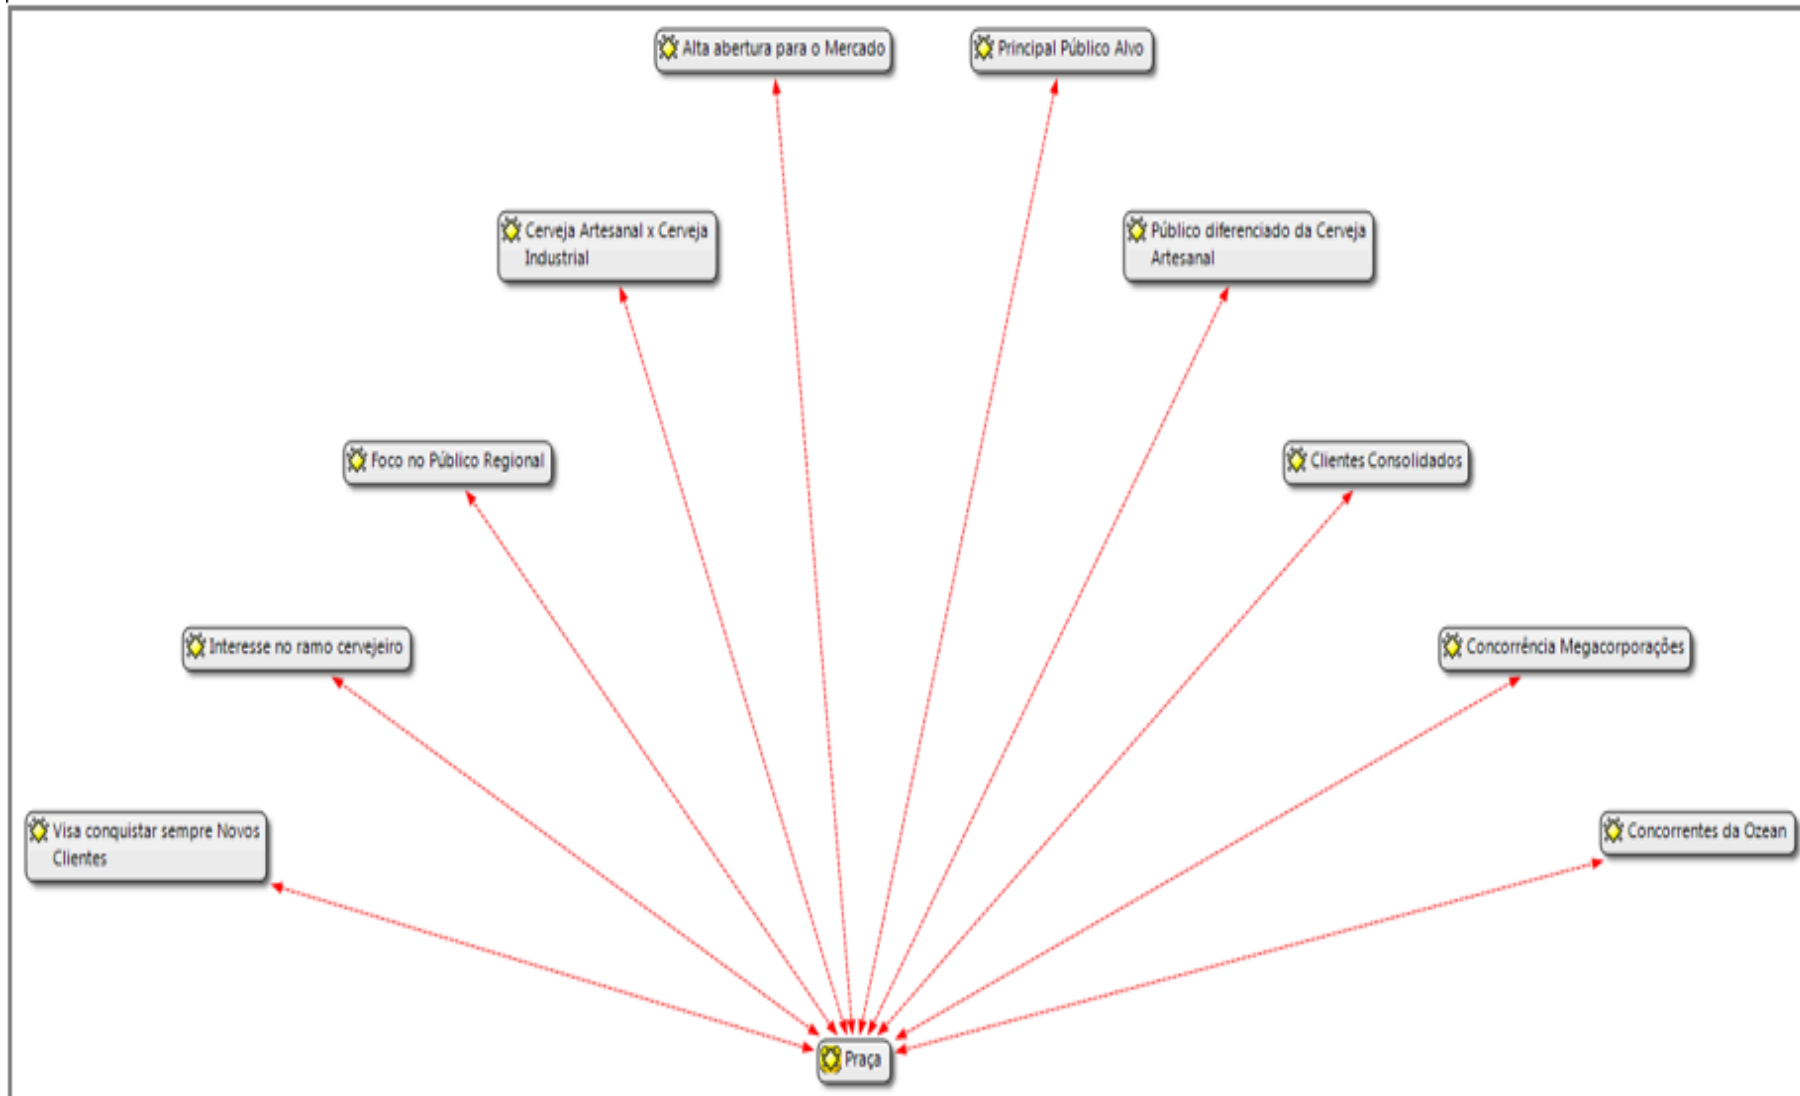 Alta abertura para o Mercado
Principal Público Alvo
Cerveja Artesanal x Cerveja
Industrial
Público diferenciado da Cerveja
Artesanal
Foco no Público Regional
Clientes Consolidados
Interesse no ramo cervejeiro
Concorrência Megacorporações
Visa conquistar sempre Novos
Clientes
Concorrentes da Ozean
Praça